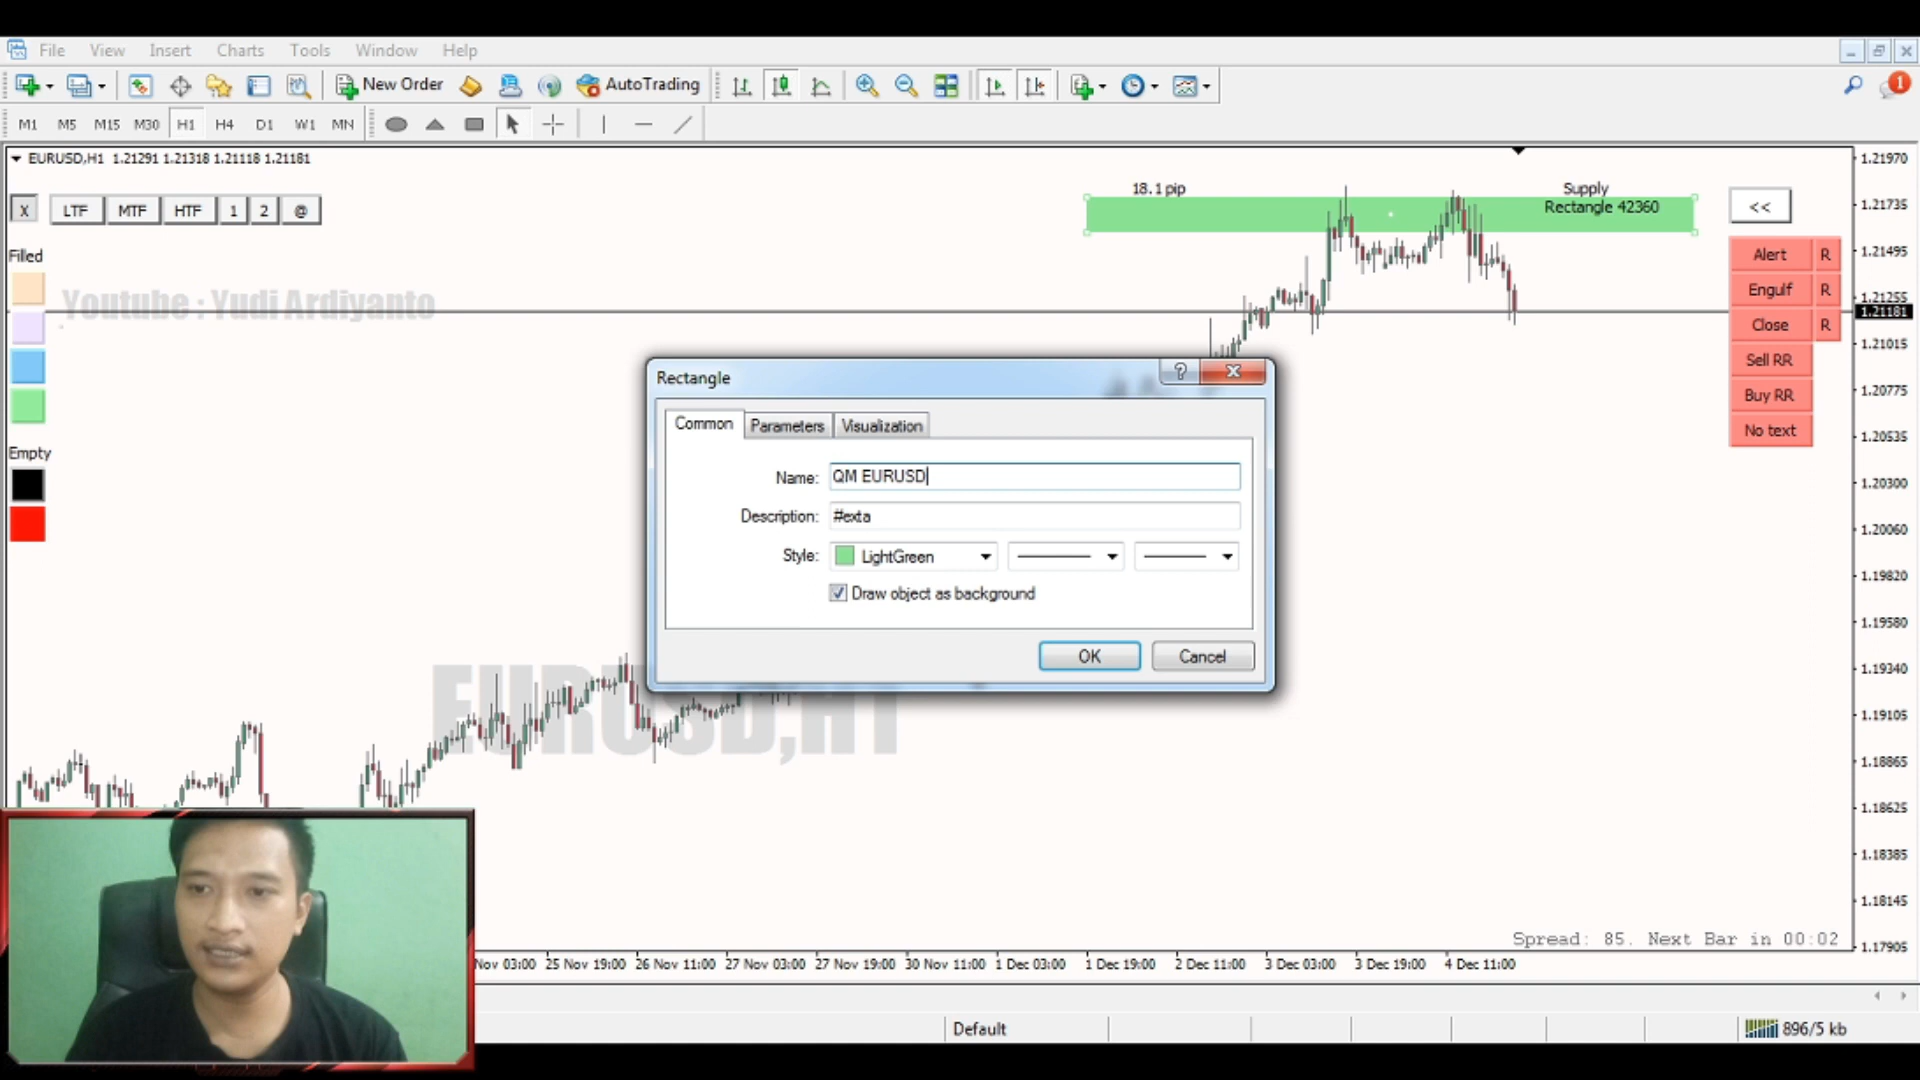 File View Insert Charts Tools Window Help
New Order AutoTrading 1
M1 M5 M15 M30 H1 H4 D1 W1 MN
EURUSD,H1 1.21291 1.21318 1.21118 1.21181
X LTF MTF HTF 1 2 @
Filled
Youtube : Yudi Ardiyanto
Empty
18.1 pip
Supply
Rectangle 42360
<<
Alert R
Engulf R
Close R
Sell RR
Buy RR
No text
1.21970
1.21735
1.21495
1.21255
1.21181
1.21015
1.20775
1.20535
1.20300
1.20060
1.19820
1.19580
1.19340
1.19105
1.18865
1.18625
1.18385
1.18145
1.17905
Rectangle ?
Common Parameters Visualization
Name: QM EURUSD
Description: #exta
Style: LightGreen
Draw object as background
OK Cancel
EURUSD,H1
Spread: 85. Next Bar in 00:02
Nov 03:00 25 Nov 19:00 26 Nov 11:00 27 Nov 03:00 27 Nov 19:00 30 Nov 11:00 1 Dec 03:00 1 Dec 19:00 2 Dec 11:00 3 Dec 03:00 3 Dec 19:00 4 Dec 11:00
Default
896/5 kb